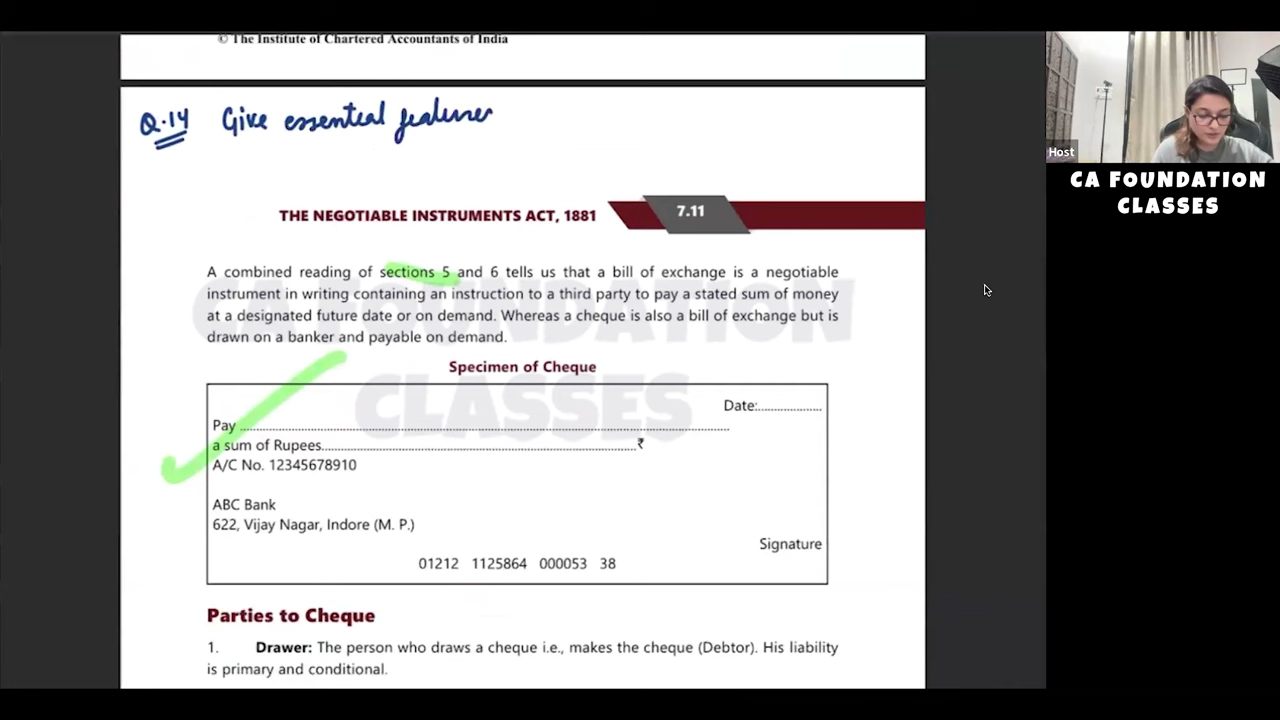 © The Institute of Chartered Accountants of India
Q.14 Give essential features
Host
CA FOUNDATION
CLASSES
THE NEGOTIABLE INSTRUMENTS ACT, 1881 7.11
A combined reading of sections 5 and 6 tells us that a bill of exchange is a negotiable
instrument in writing containing an instruction to a third party to pay a stated sum of money
at a designated future date or on demand. Whereas a cheque is also a bill of exchange but is
drawn on a banker and payable on demand.
CA FOUNDATION
CLASSES
Specimen of Cheque
Date:....................
Pay ..............................................................................................................................
a sum of Rupees................................................................................₹
A/C No. 12345678910
ABC Bank
622, Vijay Nagar, Indore (M. P.)
Signature
01212 1125864 000053 38
Parties to Cheque
1. Drawer: The person who draws a cheque i.e., makes the cheque (Debtor). His liability
is primary and conditional.